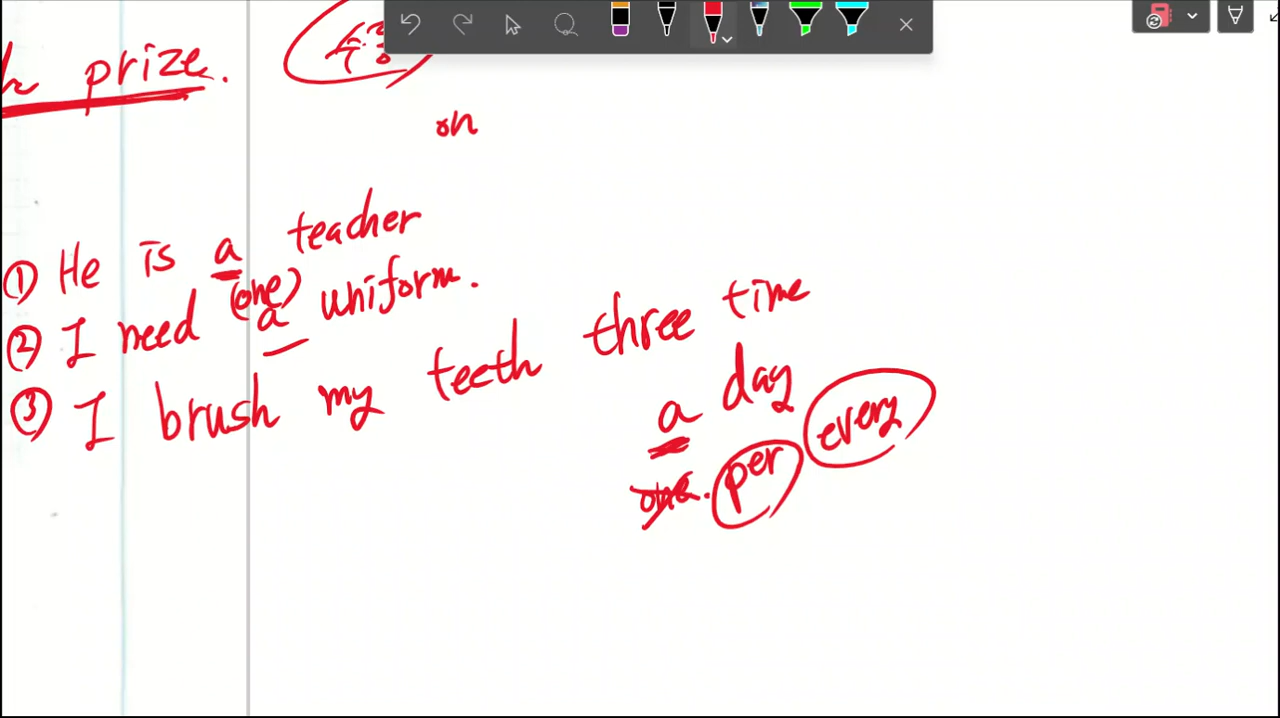 prize.
on
① He is a teacher
(one)
② I need a uniform.
③ I brush my teeth three time
a day
one. per every